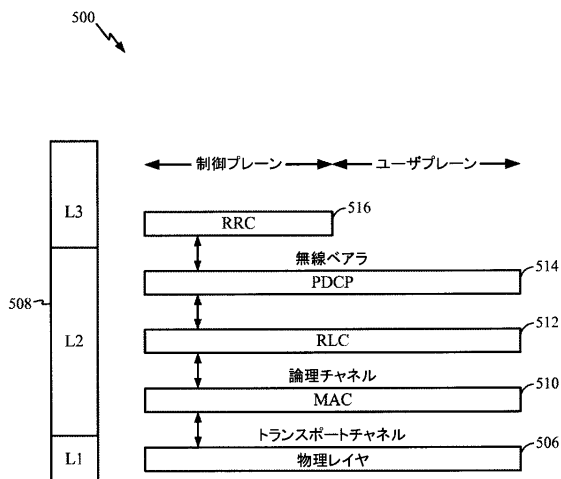 500
制御プレーン
ユーザプレーン
L3
RRC
516
無線ベアラ
PDCP
514
508
L2
RLC
512
論理チャネル
MAC
510
トランスポートチャネル
L1
物理レイヤ
506